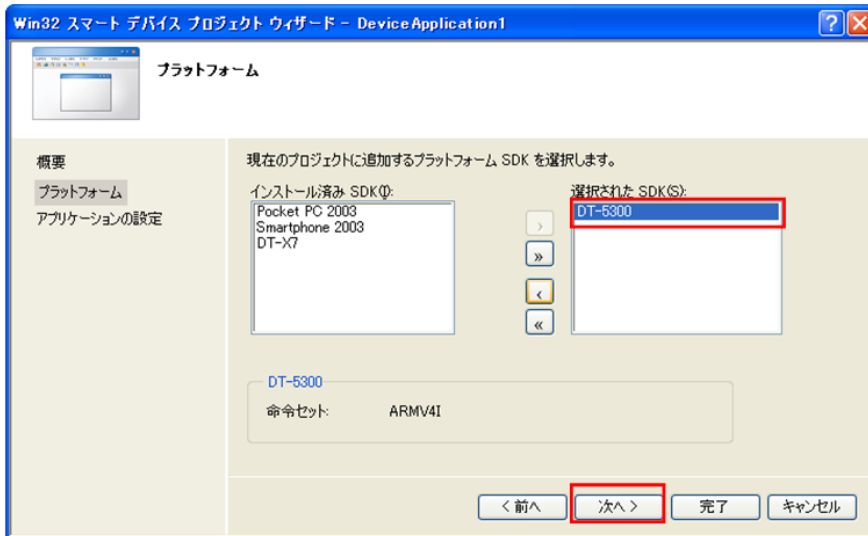 Win32 スマート デバイス プロジェクト ウィザード - DeviceApplication1
プラットフォーム
概要
プラットフォーム
アプリケーションの設定
現在のプロジェクトに追加するプラットフォーム SDK を選択します。
インストール済み SDK(I):
Pocket PC 2003
Smartphone 2003
DT-X7
>
»
<
«
選択された SDK(S):
DT-5300
DT-5300
命令セット: ARMV4I
< 前へ
次へ >
完了
キャンセル